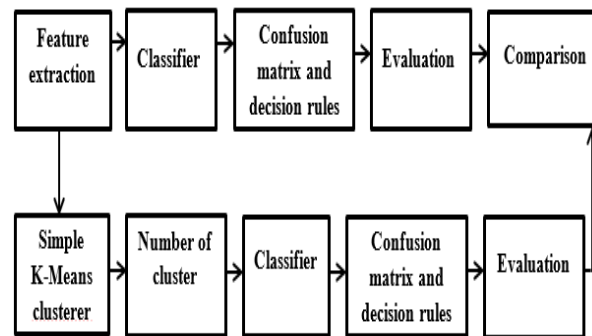 Feature
extraction
Classifier
Confusion
matrix and
decision rules
Evaluation
Comparison
Simple
K-Means
clusterer
Number of
cluster
Classifier
Confusion
matrix and
decision rules
Evaluation